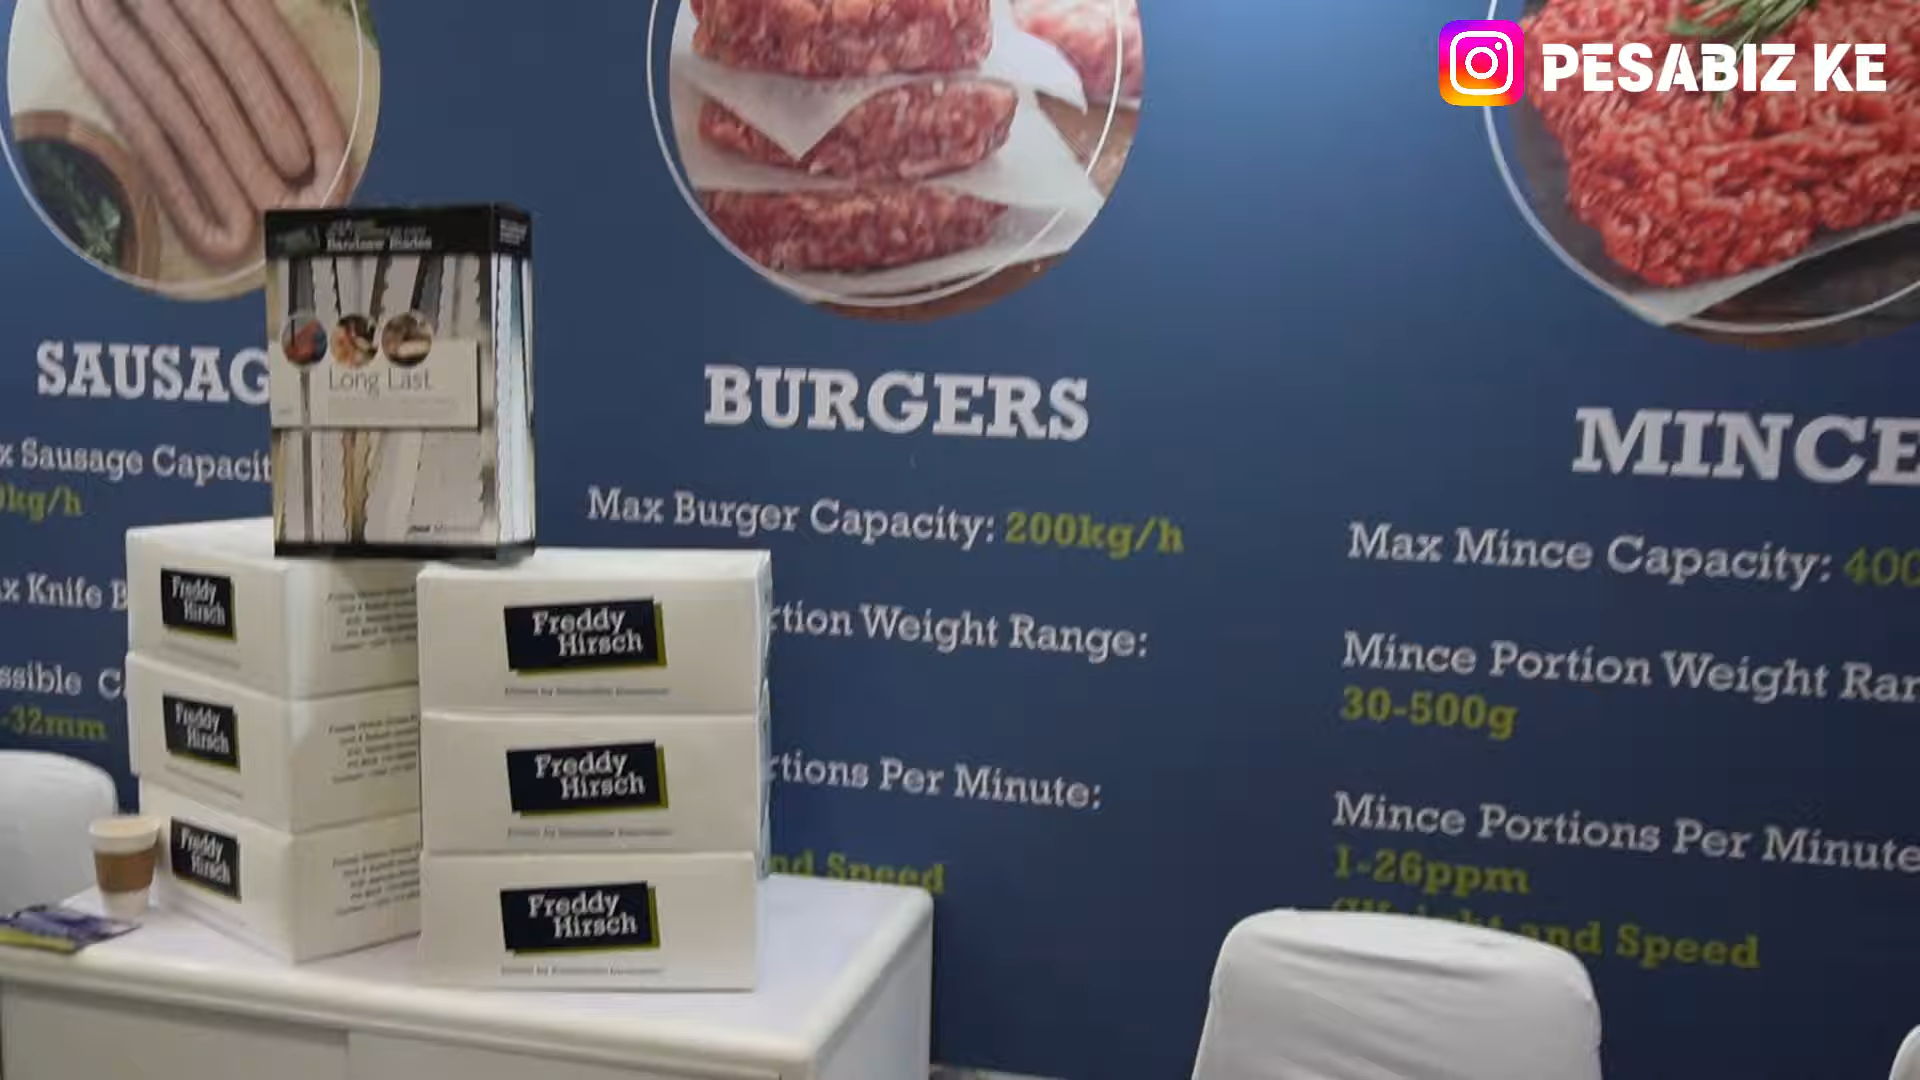 PESABIZ KE
Bandsaw Blades
Long Last
SAUSAG
x Sausage Capacit
kg/h
x Knife B
ssible C
-32mm
BURGERS
Max Burger Capacity: 200kg/h
rtion Weight Range:
rtions Per Minute:
nd Speed
MINCE
Max Mince Capacity: 400
Mince Portion Weight Ran
30-500g
Mince Portions Per Minute
1-26ppm
and Speed
Freddy
Hirsch
Freddy
Hirsch
Freddy
Hirsch
Freddy
Hirsch
Freddy
Hirsch
Freddy
Hirsch